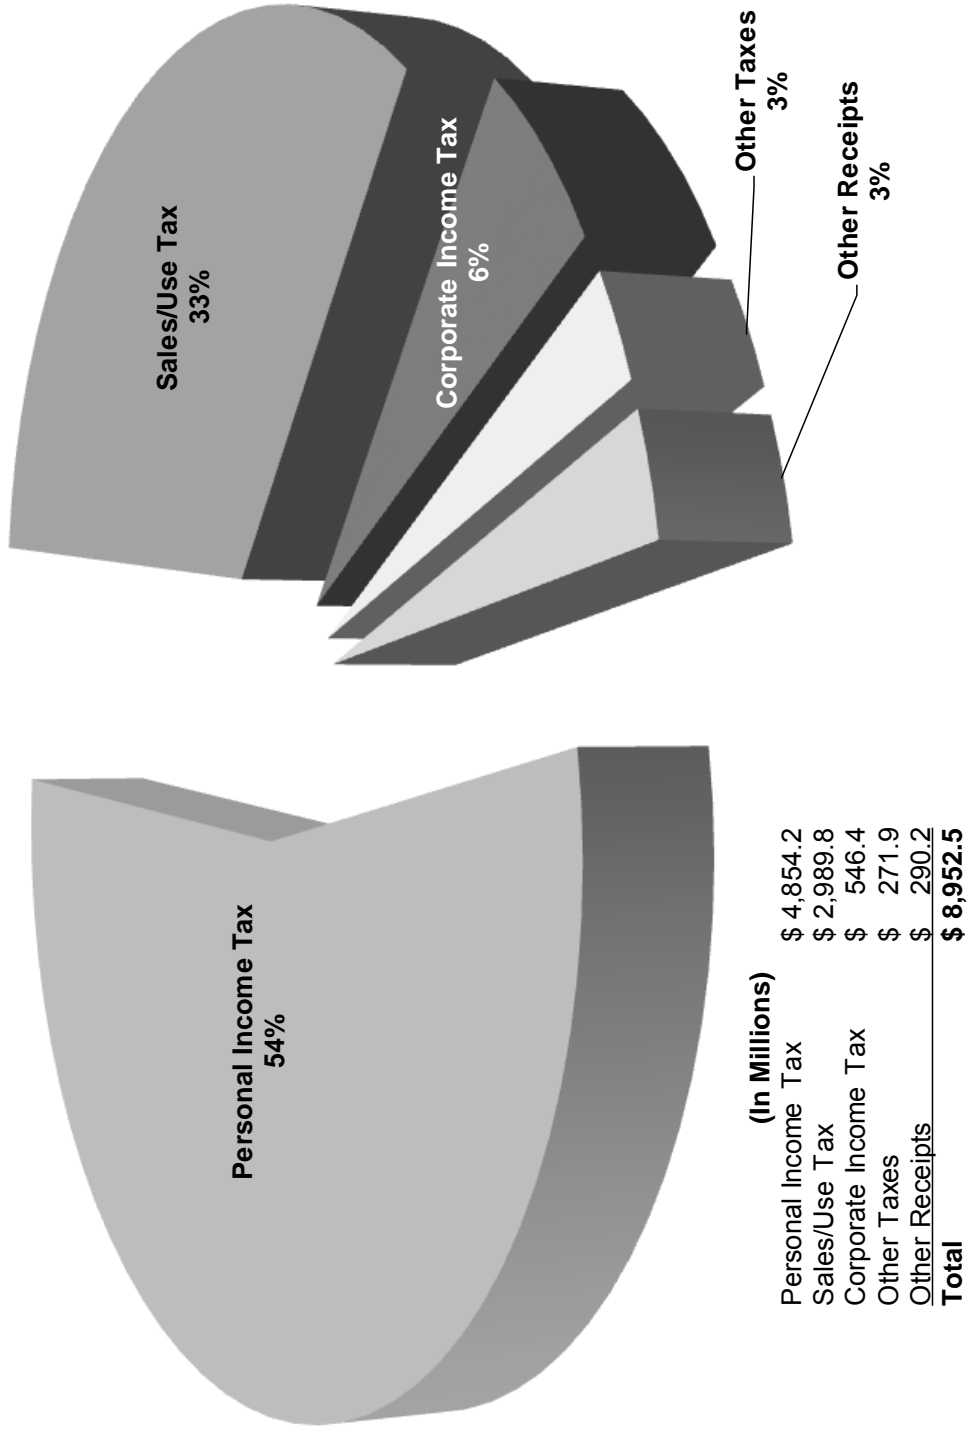 Sales/Use Tax
33%
Corporate Income Tax
6%
Other Taxes
3%
Other Receipts
3%
Personal Income Tax
54%
(In Millions)
Personal Income Tax $ 4,854.2
Sales/Use Tax $ 2,989.8
Corporate Income Tax $ 546.4
Other Taxes $ 271.9
Other Receipts $ 290.2
Total $ 8,952.5